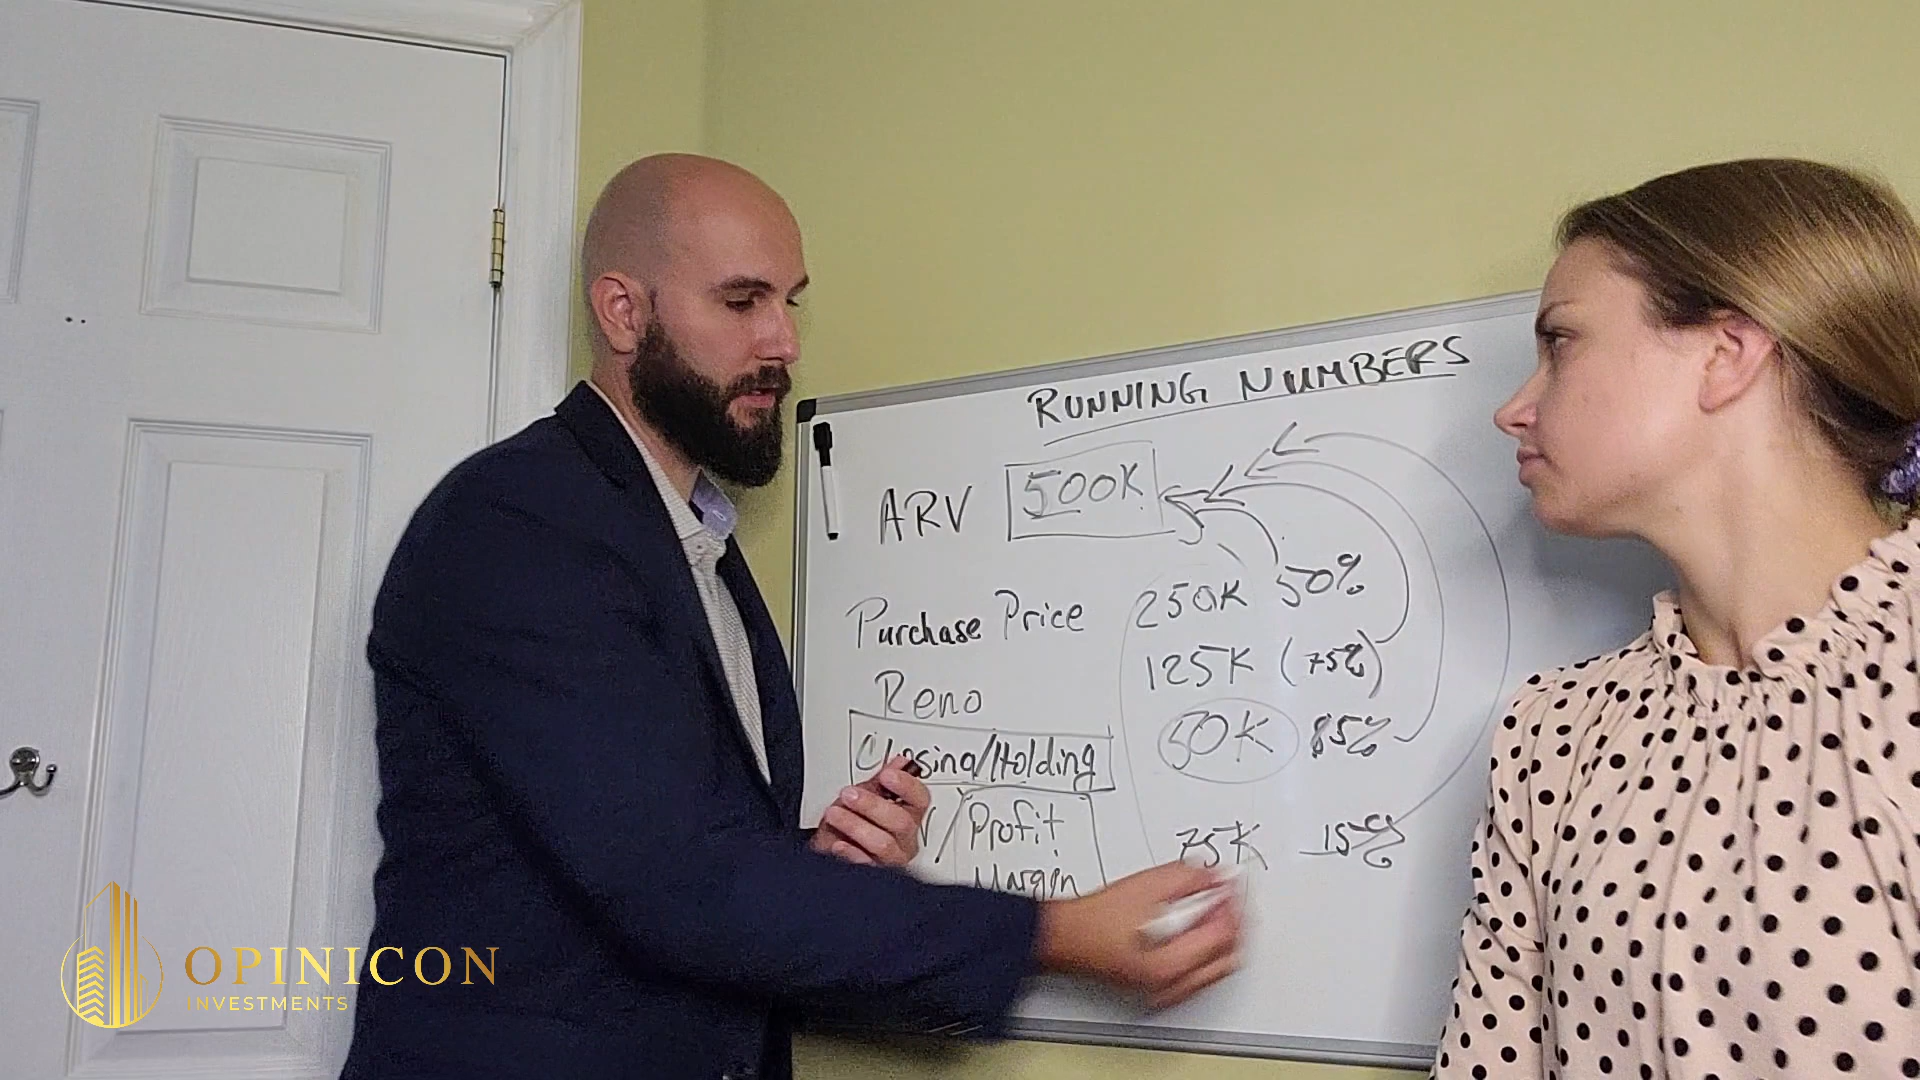 RUNNING NUMBERS
ARV 500K
Purchase Price 250K 50%
Reno 125K (75%)
Closing/Holding 50K 85%
/Profit 75K 15%
Margin
OPINICON
INVESTMENTS